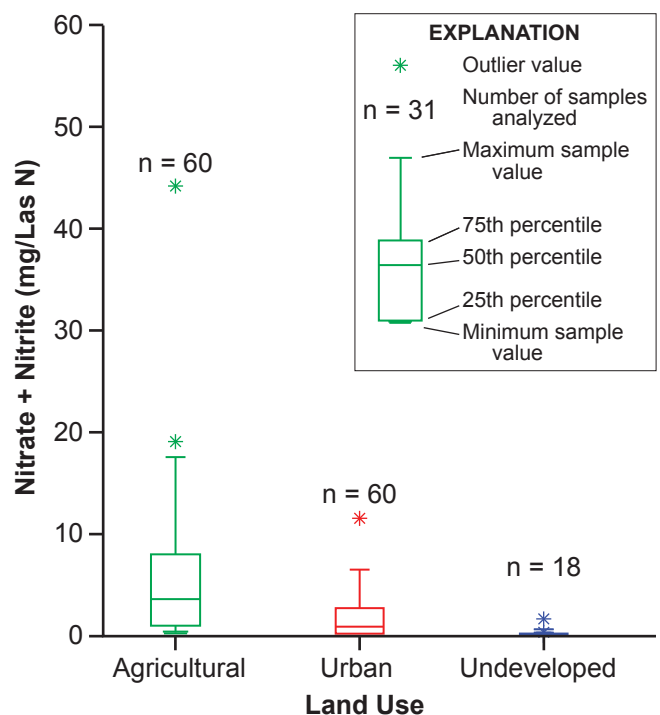 60
50
40
30
20
10
0
Nitrate + Nitrite (mg/Las N)
n = 60
n = 60
n = 18
EXPLANATION
Outlier value
n = 31
Number of samples
analyzed
Maximum sample
value
75th percentile
50th percentile
25th percentile
Minimum sample
value
Agricultural
Urban
Undeveloped
Land Use